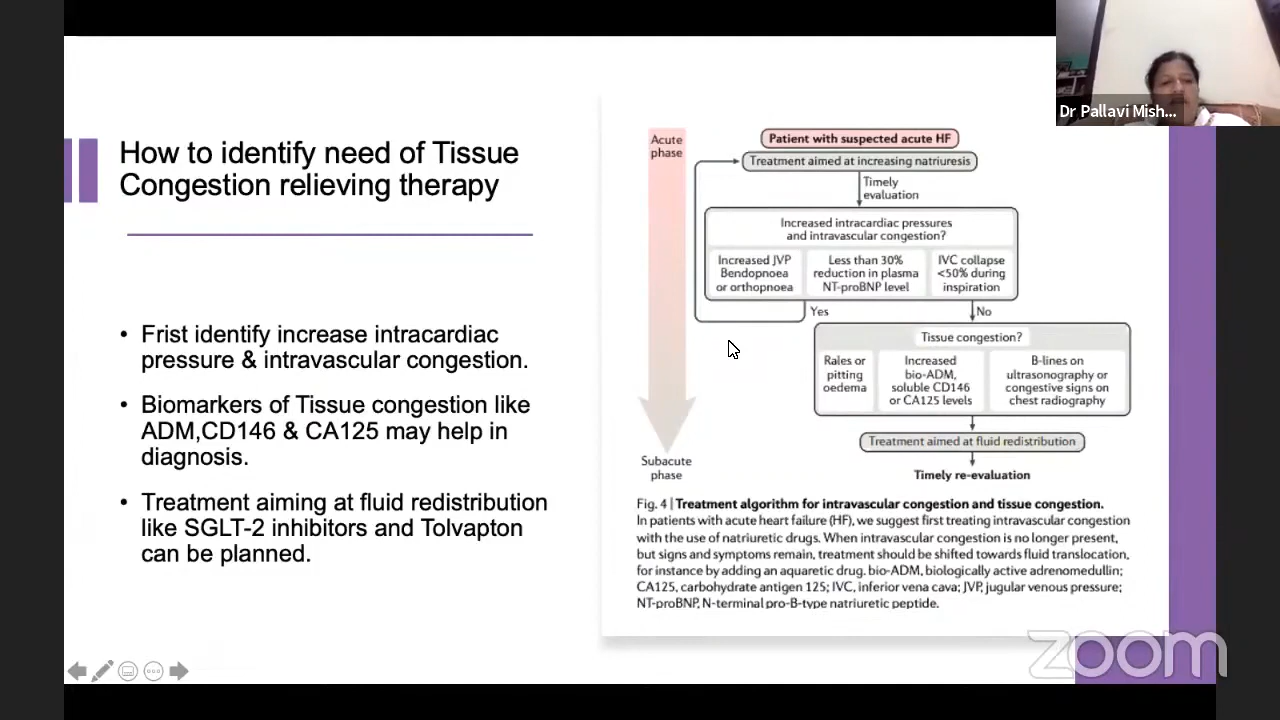 Dr Pallavi Mish...
How to identify need of Tissue
Congestion relieving therapy
• Frist identify increase intracardiac
pressure & intravascular congestion.
• Biomarkers of Tissue congestion like
ADM,CD146 & CA125 may help in
diagnosis.
• Treatment aiming at fluid redistribution
like SGLT-2 inhibitors and Tolvapton
can be planned.
Acute
phase
Patient with suspected acute HF
Treatment aimed at increasing natriuresis
Timely
evaluation
Increased intracardiac pressures
and intravascular congestion?
Increased JVP
Bendopnoea
or orthopnoea
Less than 30%
reduction in plasma
NT-proBNP level
IVC collapse
<50% during
inspiration
Yes
No
Tissue congestion?
Rales or
pitting
oedema
Increased
bio-ADM,
soluble CD146
or CA125 levels
B-lines on
ultrasonography or
congestive signs on
chest radiography
Treatment aimed at fluid redistribution
Subacute
phase
Timely re-evaluation
Fig. 4 | Treatment algorithm for intravascular congestion and tissue congestion.
In patients with acute heart failure (HF), we suggest first treating intravascular congestion
with the use of natriuretic drugs. When intravascular congestion is no longer present,
but signs and symptoms remain, treatment should be shifted towards fluid translocation,
for instance by adding an aquaretic drug. bio-ADM, biologically active adrenomedullin;
CA125, carbohydrate antigen 125; IVC, inferior vena cava; JVP, jugular venous pressure;
NT-proBNP, N-terminal pro-B-type natriuretic peptide.
zoom